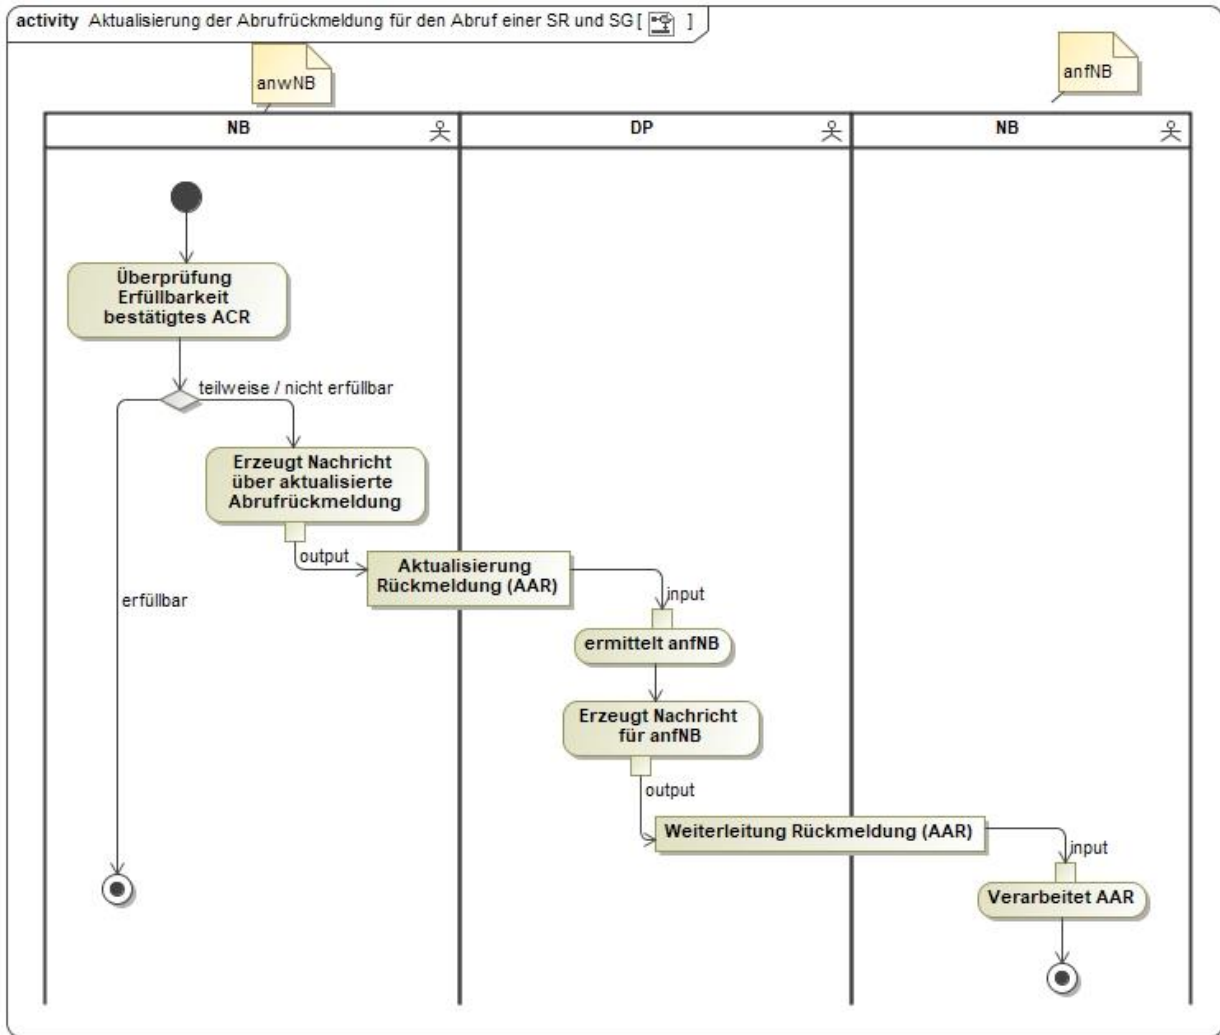 activity Aktualisierung der Abrufrückmeldung für den Abruf einer SR und SG [ ]
anwNB
anfNB
NB
DP
NB
Überprüfung
Erfüllbarkeit
bestätigtes ACR
teilweise / nicht erfüllbar
Erzeugt Nachricht
über aktualisierte
Abrufrückmeldung
output
Aktualisierung
Rückmeldung (AAR)
erfüllbar
input
ermittelt anfNB
Erzeugt Nachricht
für anfNB
output
Weiterleitung Rückmeldung (AAR)
input
Verarbeitet AAR